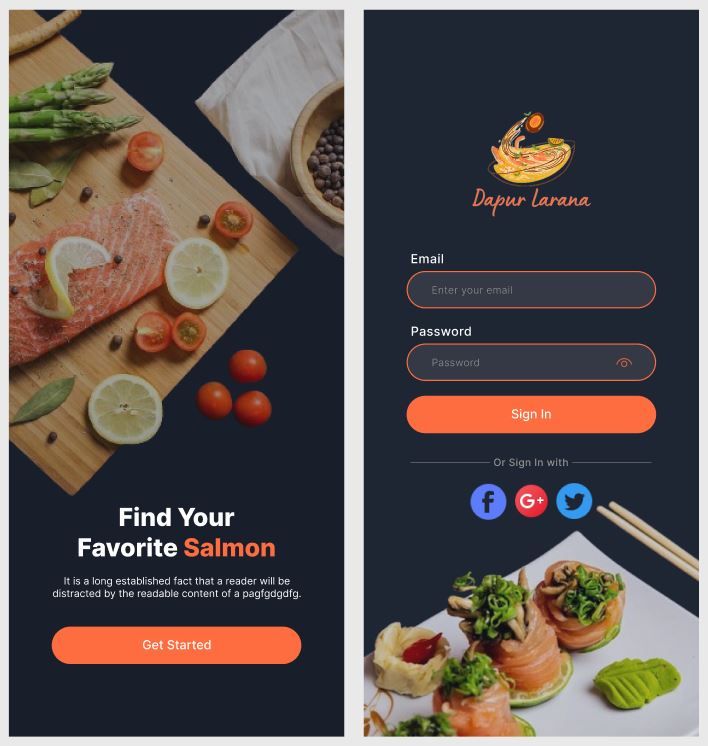 Find Your
Favorite Salmon
It is a long established fact that a reader will be
distracted by the readable content of a pagfgdgdfg.
Get Started
Dapur Larana
Email
Enter your email
Password
Password
Sign In
Or Sign In with
f
G+